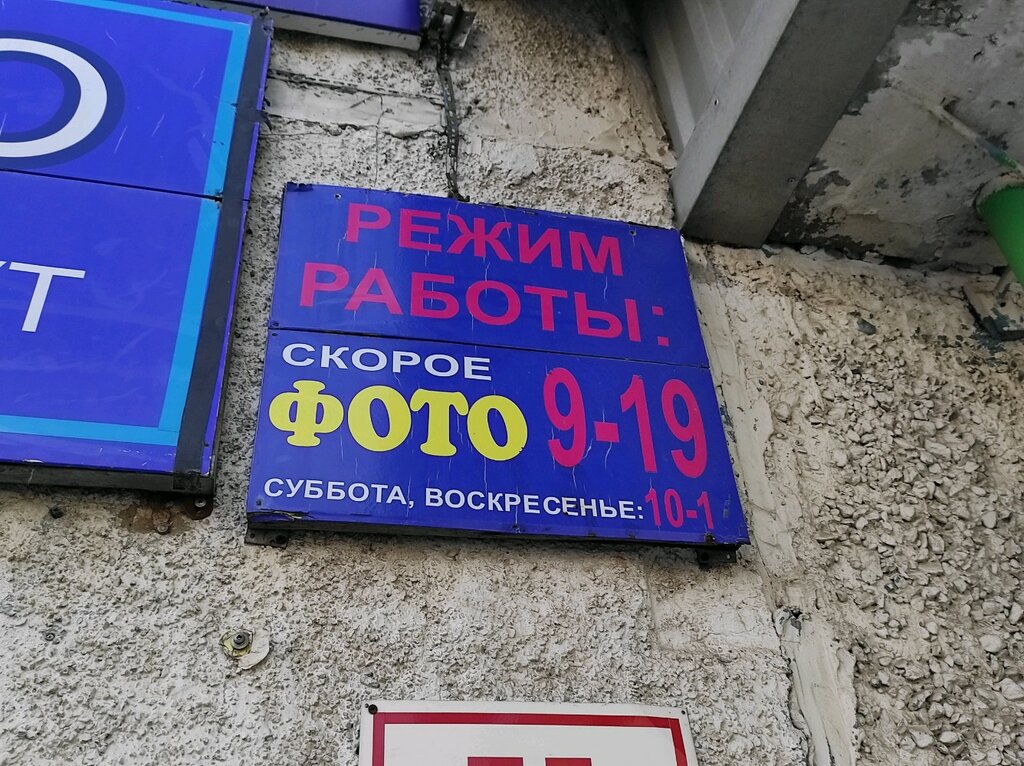 РЕЖИМ
РАБОТЫ:
СКОРОЕ
ФОТО 9-19
СУББОТА, ВОСКРЕСЕНЬЕ: 10-1